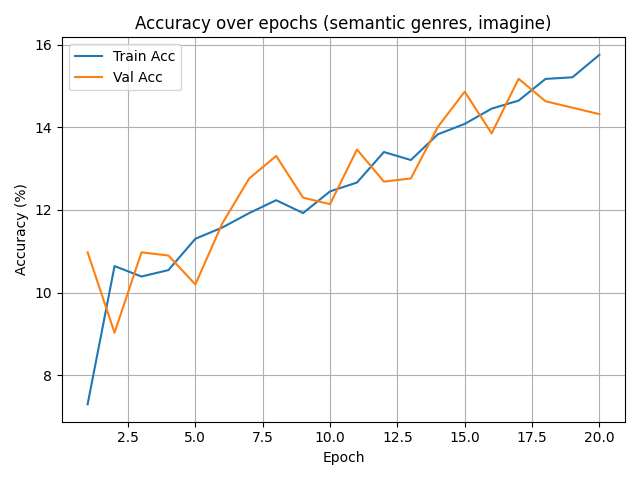 Accuracy over epochs (semantic genres, imagine)
Train Acc
Val Acc
Accuracy (%)
16
14
12
10
8
2.5 5.0 7.5 10.0 12.5 15.0 17.5 20.0
Epoch